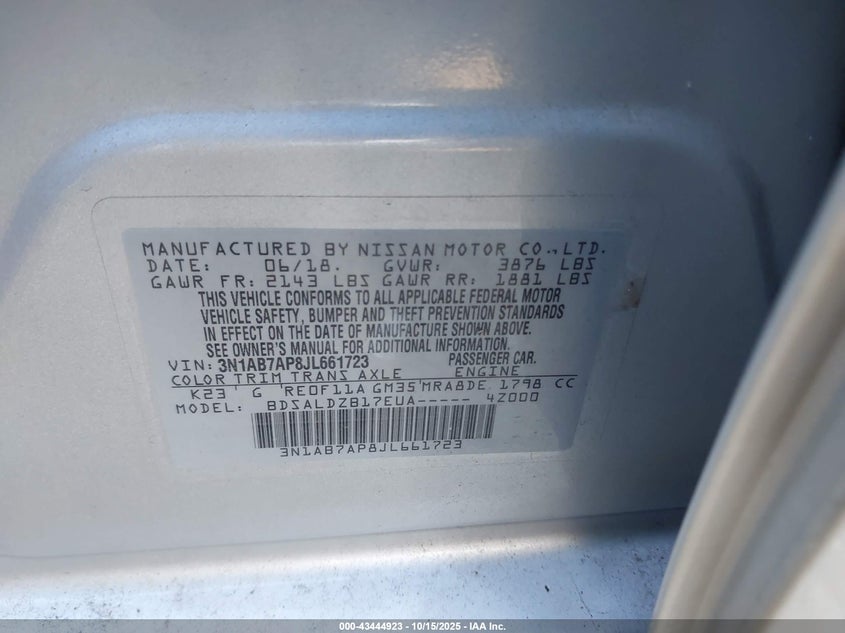 MANUFACTURED BY NISSAN MOTOR CO.,LTD.
DATE: 06/18. GVWR: 3876 LBS
GAWR FR: 2143 LBS GAWR RR: 1881 LBS
THIS VEHICLE CONFORMS TO ALL APPLICABLE FEDERAL MOTOR
VEHICLE SAFETY, BUMPER AND THEFT PREVENTION STANDARDS
IN EFFECT ON THE DATE OF MANUFACTURE SHOWN ABOVE.
SEE OWNER'S MANUAL FOR ADDITIONAL INFORMATION.
VIN: 3N1AB7AP8JL661723 PASSENGER CAR.
COLOR TRIM TRANS AXLE ENGINE
K23 G RE0F11A GM35 MRA8DE 1798 CC
MODEL: BDSALDZB17EUA----- 4Z000
3N1AB7AP8JL661723
000-43444923 | 10/15/2025 - IAA Inc.